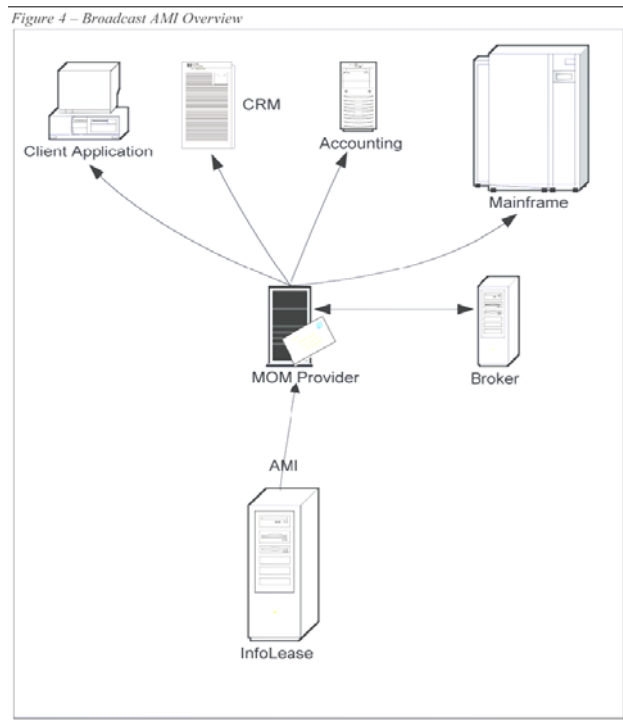 Figure 4 – Broadcast AMI Overview
Client Application
CRM
Accounting
Mainframe
MOM Provider
Broker
AMI
InfoLease